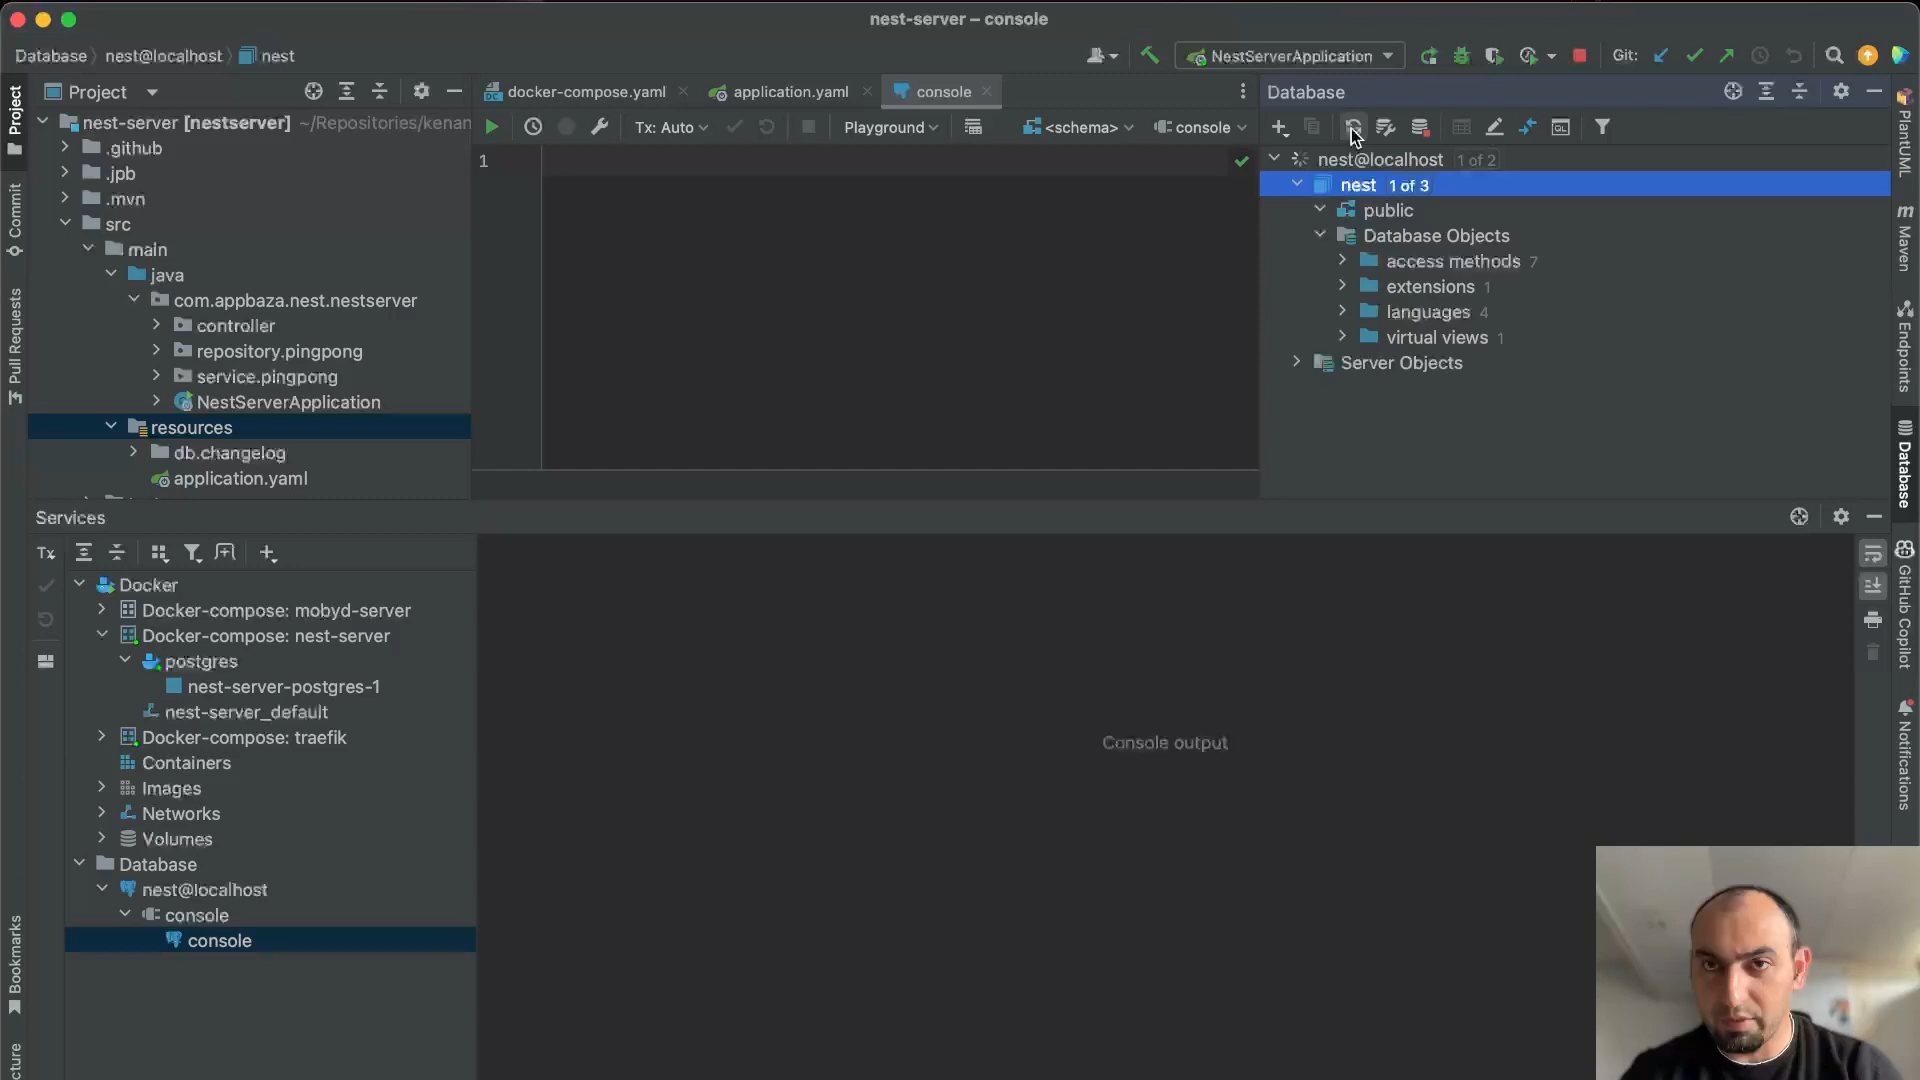 nest-server – console
Database nest@localhost nest
NestServerApplication
Git:
Project
docker-compose.yaml
application.yaml
console
Database
nest-server [nestserver] ~/Repositories/kenan
Tx: Auto
Playground
<schema>
console
1
.github
.jpb
.mvn
src
main
java
com.appbaza.nest.nestserver
controller
repository.pingpong
service.pingpong
NestServerApplication
resources
db.changelog
application.yaml
nest@localhost 1 of 2
nest 1 of 3
public
Database Objects
access methods 7
extensions 1
languages 4
virtual views 1
Server Objects
Services
Tx
Docker
Docker-compose: mobyd-server
Docker-compose: nest-server
postgres
nest-server-postgres-1
nest-server_default
Docker-compose: traefik
Containers
Images
Networks
Volumes
Database
nest@localhost
console
console
Console output
Project
Commit
Pull Requests
Bookmarks
cture
PlantUML
m
Maven
Endpoints
Database
GitHub Copilot
Notifications